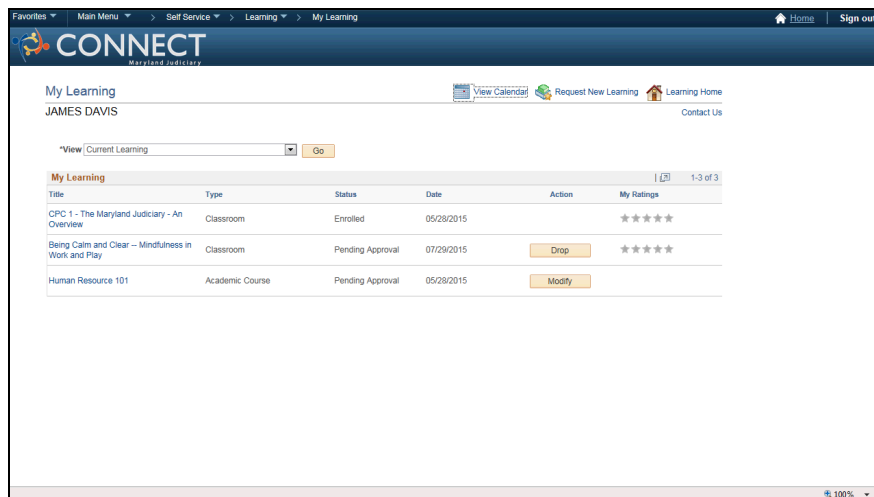 Favorites Main Menu > Self Service > Learning > My Learning Home Sign out
CONNECT
Maryland Judiciary
My Learning View Calendar Request New Learning Learning Home
JAMES DAVIS Contact Us
*View Current Learning Go
My Learning 1-3 of 3
Title Type Status Date Action My Ratings
CPC 1 - The Maryland Judiciary - An
Overview Classroom Enrolled 05/28/2015
Being Calm and Clear -- Mindfulness in
Work and Play Classroom Pending Approval 07/29/2015 Drop
Human Resource 101 Academic Course Pending Approval 05/28/2015 Modify
100%